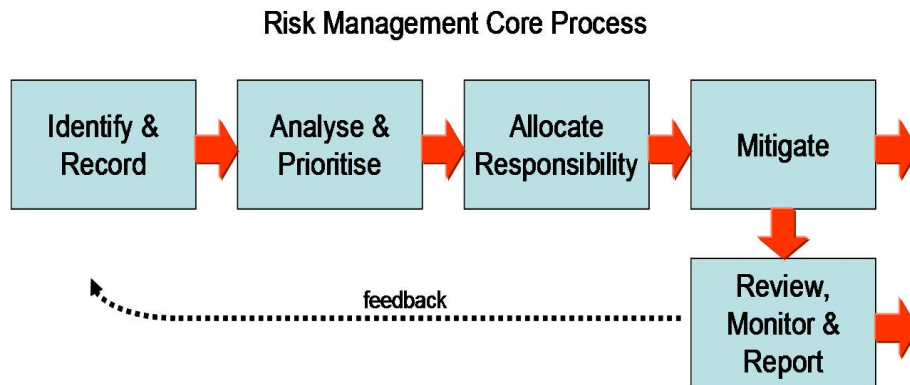 Risk Management Core Process
Identify &
Record
Analyse &
Prioritise
Allocate
Responsibility
Mitigate
feedback
Review,
Monitor &
Report